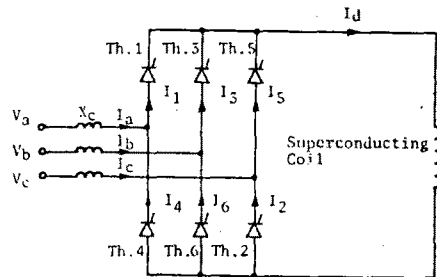 I_d
Th.1 Th.3 Th.5
I_1 I_3 I_5
V_a X_c I_a
V_b I_b
V_c I_c
Superconducting
Coil
I_4 I_6 I_2
Th.4 Th.6 Th.2